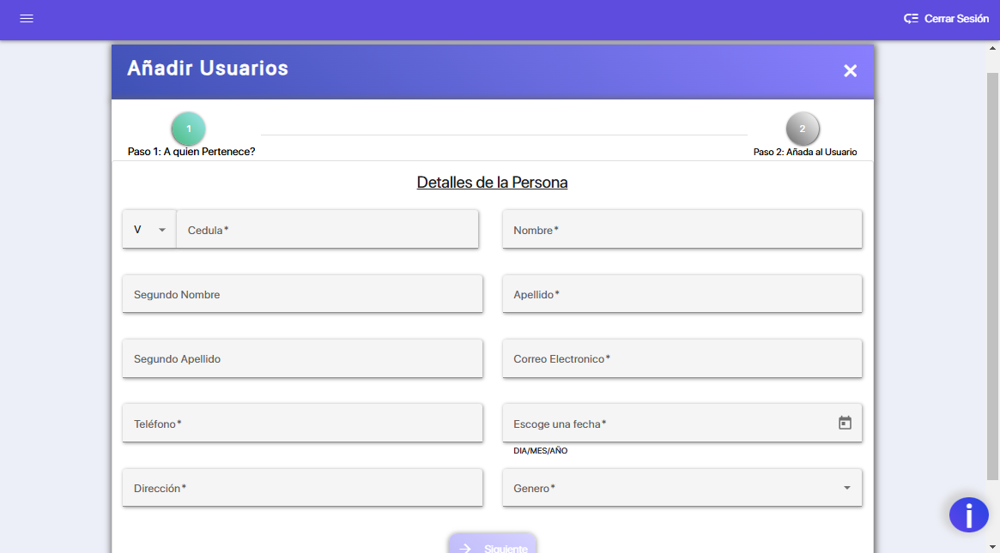 Cerrar Sesión
Añadir Usuarios
1
2
Paso 1: A quien Pertenece?
Paso 2: Añada al Usuario
Detalles de la Persona
V
Cedula*
Nombre*
Segundo Nombre
Apellido*
Segundo Apellido
Correo Electronico*
Teléfono*
Escoge una fecha*
DIA/MES/AÑO
Dirección*
Genero*
i
Siguiente